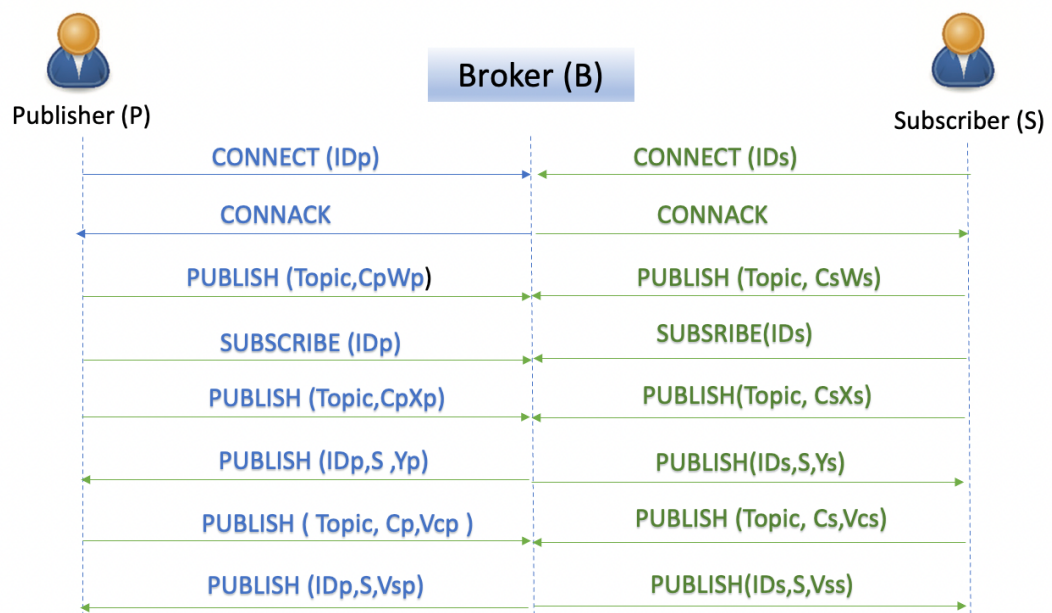 Broker (B)
Publisher (P)
Subscriber (S)
CONNECT (IDp)
CONNECT (IDs)
CONNACK
CONNACK
PUBLISH (Topic,CpWp)
PUBLISH (Topic, CsWs)
SUBSCRIBE (IDp)
SUBSRIBE(IDs)
PUBLISH (Topic,CpXp)
PUBLISH(Topic, CsXs)
PUBLISH (IDp,S ,Yp)
PUBLISH(IDs,S,Ys)
PUBLISH ( Topic, Cp,Vcp )
PUBLISH (Topic, Cs,Vcs)
PUBLISH (IDp,S,Vsp)
PUBLISH(IDs,S,Vss)